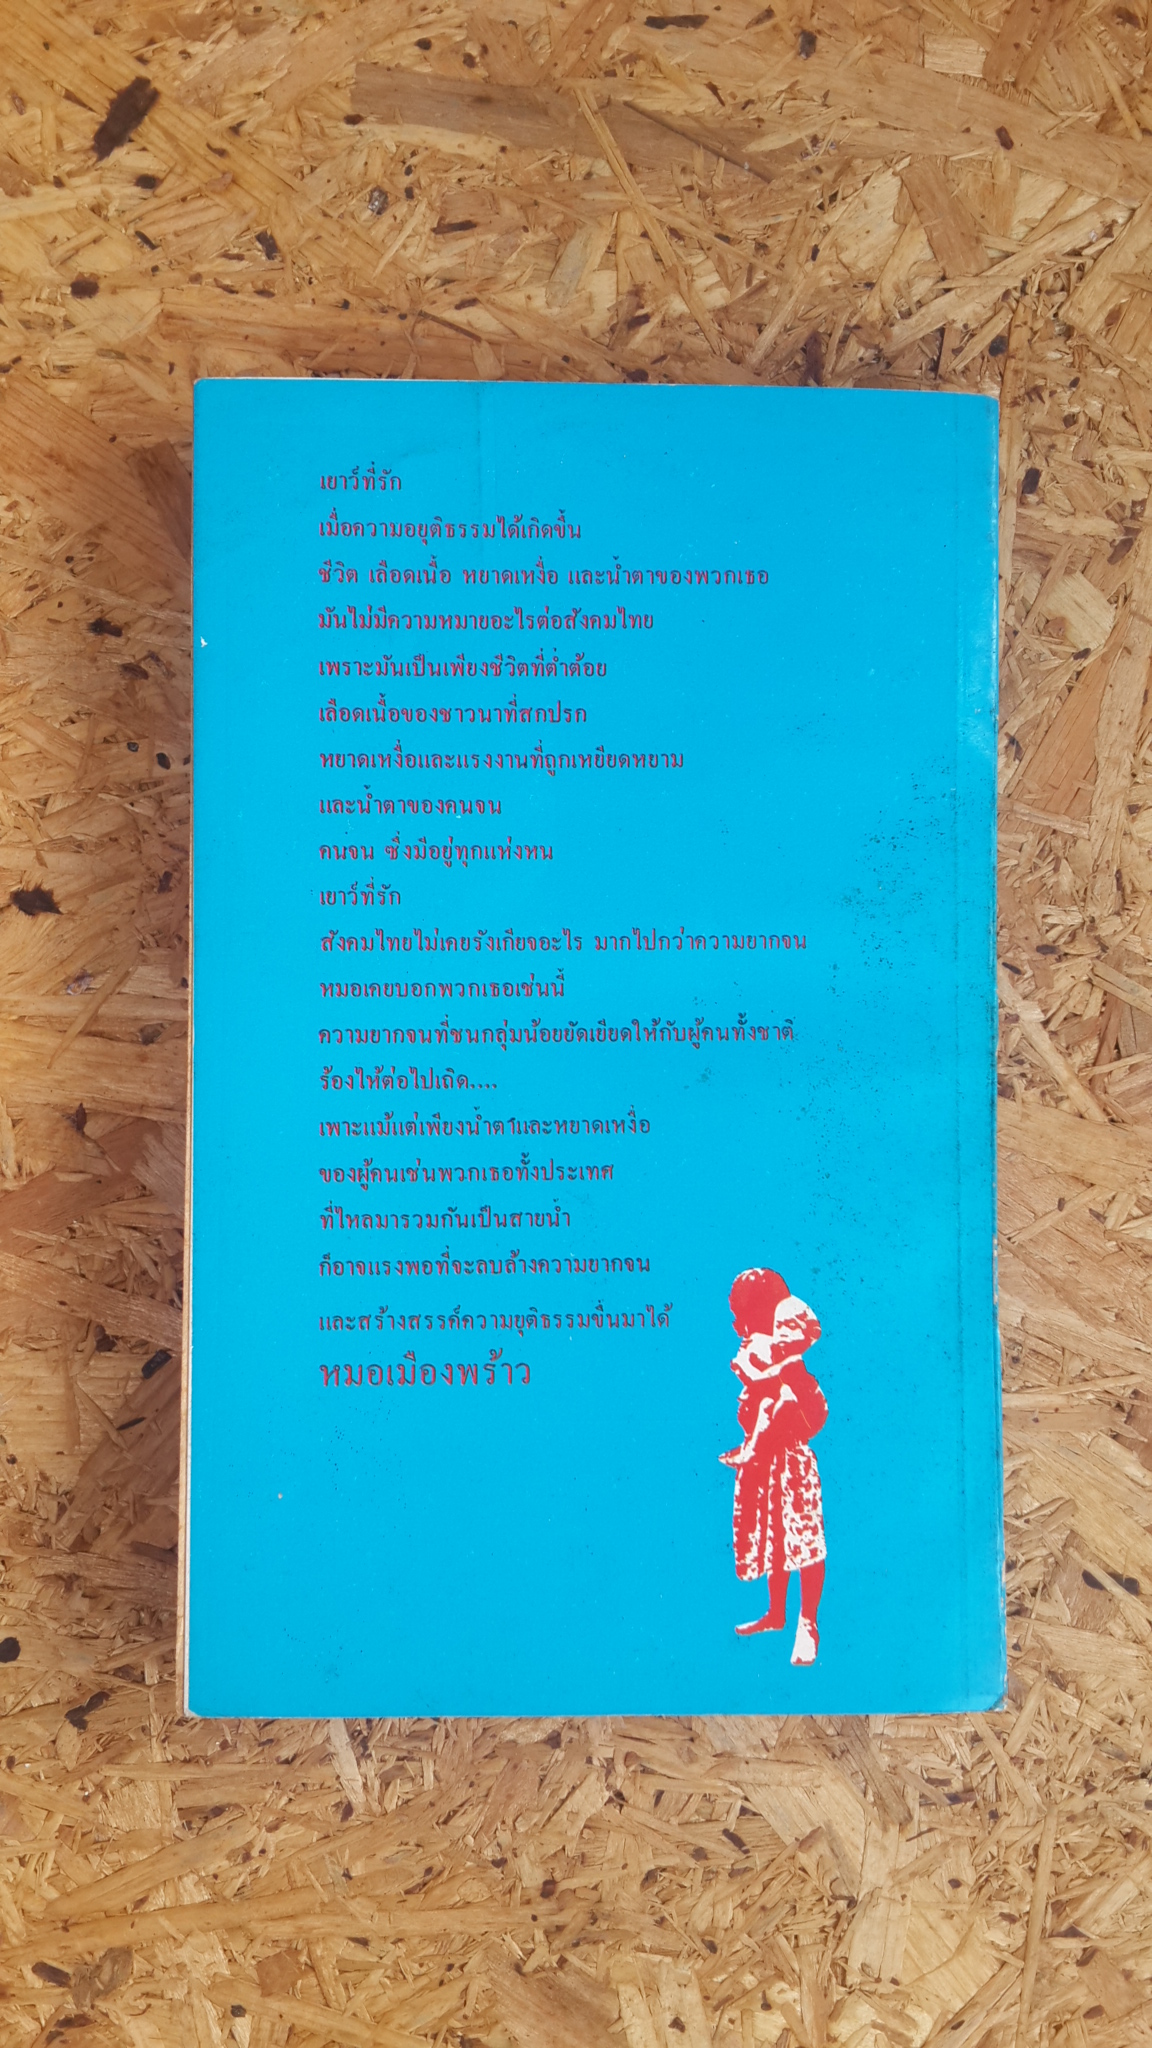 เยาว์ที่รัก
เมื่อความอยุติธรรมได้เกิดขึ้น
ชีวิต เลือดเนื้อ หยาดเหงื่อ และน้ำตาของพวกเธอ
มันไม่มีความหมายอะไรต่อสังคมไทย
เพราะมันเป็นเพียงชีวิตที่ต่ำต้อย
เลือดเนื้อของชาวนาที่สกปรก
หยาดเหงื่อและแรงงานที่ถูกเหยียดหยาม
และน้ำตาของคนจน
คนจน ซึ่งมีอยู่ทุกแห่งหน
เยาว์ที่รัก
สังคมไทยไม่เคยรังเกียจอะไร มากไปกว่าความยากจน
หมอเคยบอกพวกเธอเช่นนี้
ความยากจนที่ชนกลุ่มน้อยยัดเยียดให้กับผู้คนทั้งชาติ
ร้องไห้ต่อไปเถิด....
เพาะแม้แต่เพียงน้ำตาและหยาดเหงื่อ
ของผู้คนเช่นพวกเธอทั้งประเทศ
ที่ไหลมารวมกันเป็นสายน้ำ
ก็อาจแรงพอที่จะลบล้างความยากจน
และสร้างสรรค์ความยุติธรรมขึ้นมาได้
หมอเมืองพร้าว